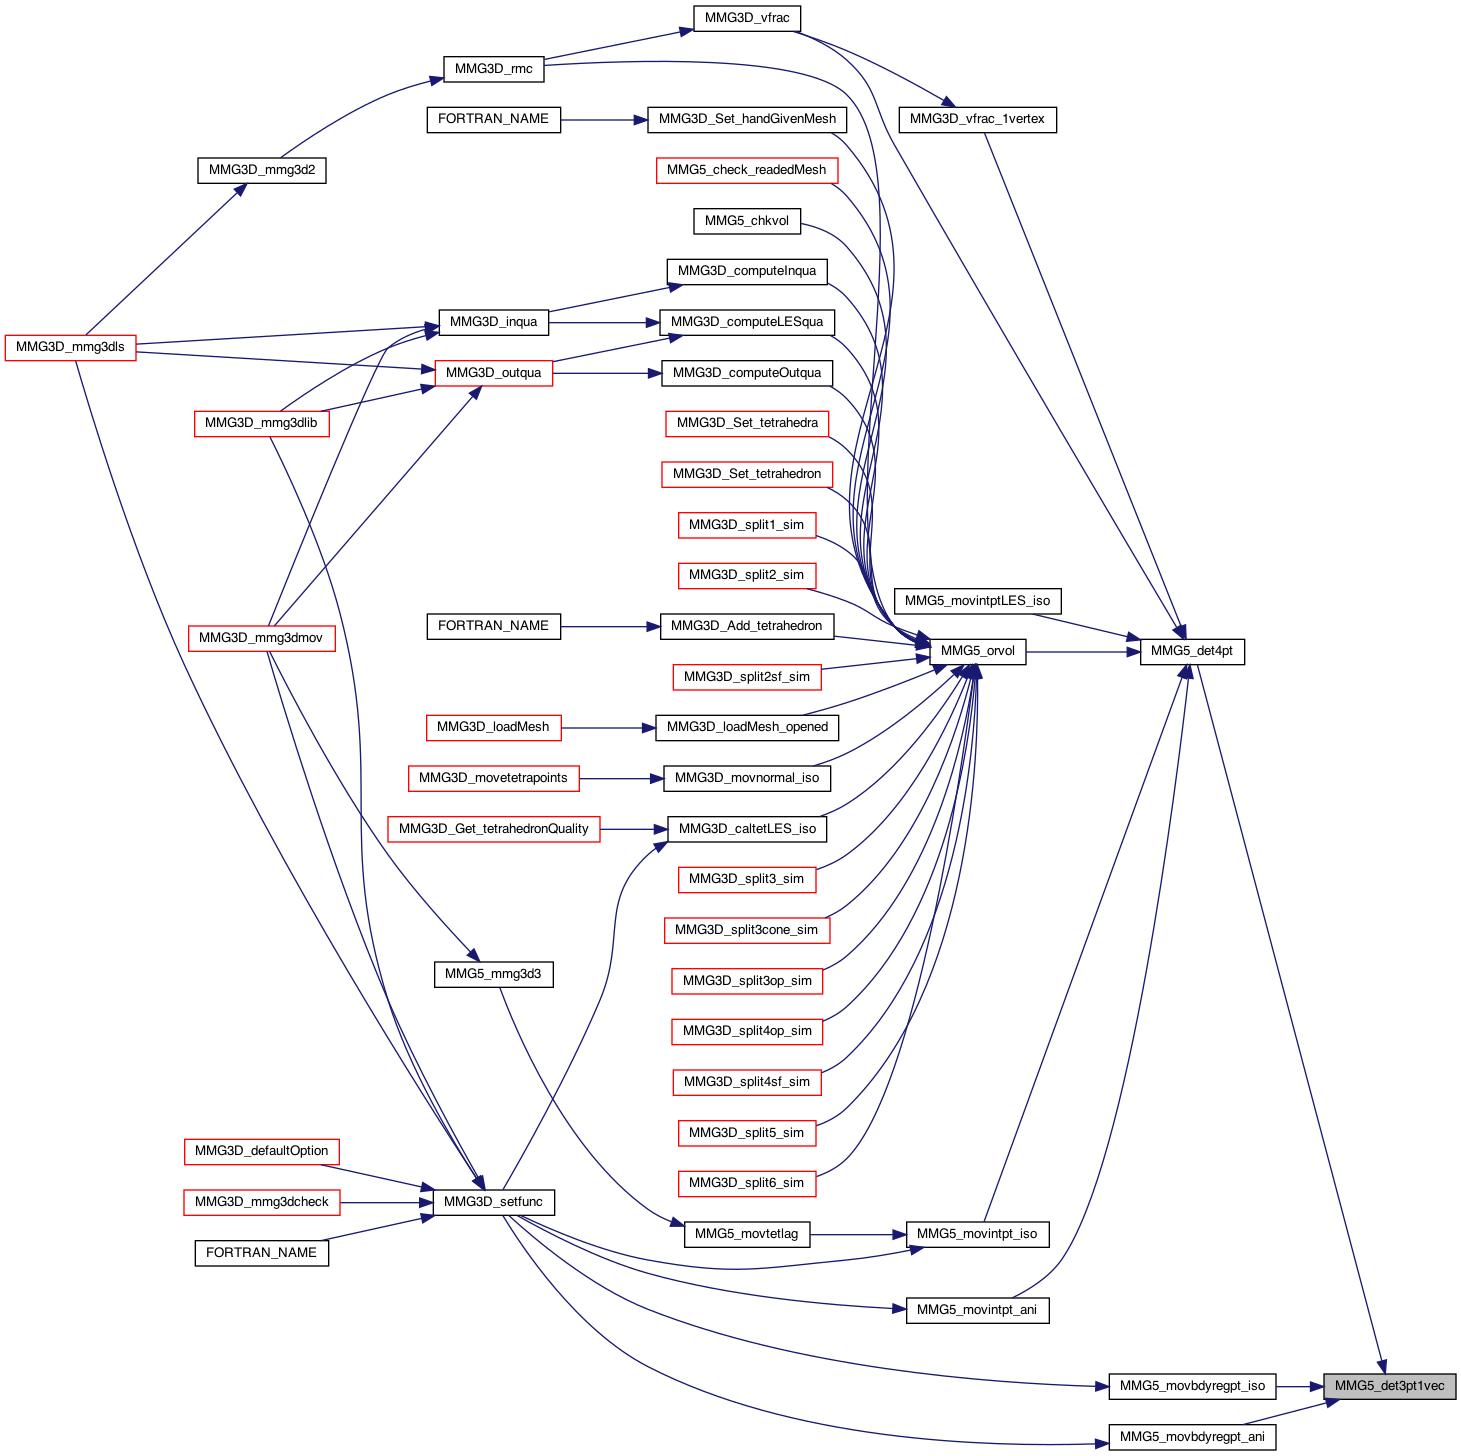 MMG3D_vfrac
MMG3D_rmc
FORTRAN_NAME
MMG3D_Set_handGivenMesh
MMG3D_vfrac_1vertex
MMG3D_mmg3d2
MMG5_check_readedMesh
MMG5_chkvol
MMG3D_computeInqua
MMG3D_inqua
MMG3D_computeLESqua
MMG3D_mmg3dls
MMG3D_outqua
MMG3D_computeOutqua
MMG3D_mmg3dlib
MMG3D_Set_tetrahedra
MMG3D_Set_tetrahedron
MMG3D_split1_sim
MMG3D_split2_sim
MMG5_movintptLES_iso
FORTRAN_NAME
MMG3D_Add_tetrahedron
MMG3D_mmg3dmov
MMG5_orvol
MMG5_det4pt
MMG3D_split2sf_sim
MMG3D_loadMesh
MMG3D_loadMesh_opened
MMG3D_movetetrapoints
MMG3D_movnormal_iso
MMG3D_Get_tetrahedronQuality
MMG3D_caltetLES_iso
MMG3D_split3_sim
MMG3D_split3cone_sim
MMG5_mmg3d3
MMG3D_split3op_sim
MMG3D_split4op_sim
MMG3D_split4sf_sim
MMG3D_split5_sim
MMG3D_defaultOption
MMG3D_split6_sim
MMG3D_mmg3dcheck
MMG3D_setfunc
MMG5_movtetlag
MMG5_movintpt_iso
FORTRAN_NAME
MMG5_movintpt_ani
MMG5_movbdyregpt_iso
MMG5_det3pt1vec
MMG5_movbdyregpt_ani